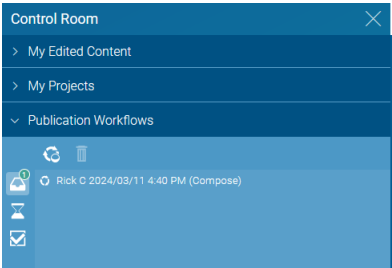 Control Room
My Edited Content
My Projects
Publication Workflows
1
Rick C 2024/03/11 4:40 PM (Compose)